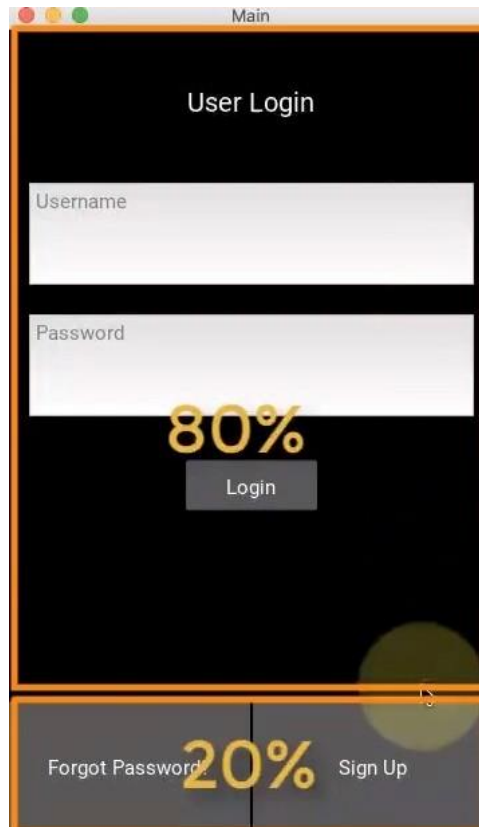 Main
User Login
Username
Password
80%
Login
Forgot Password?
20%
Sign Up